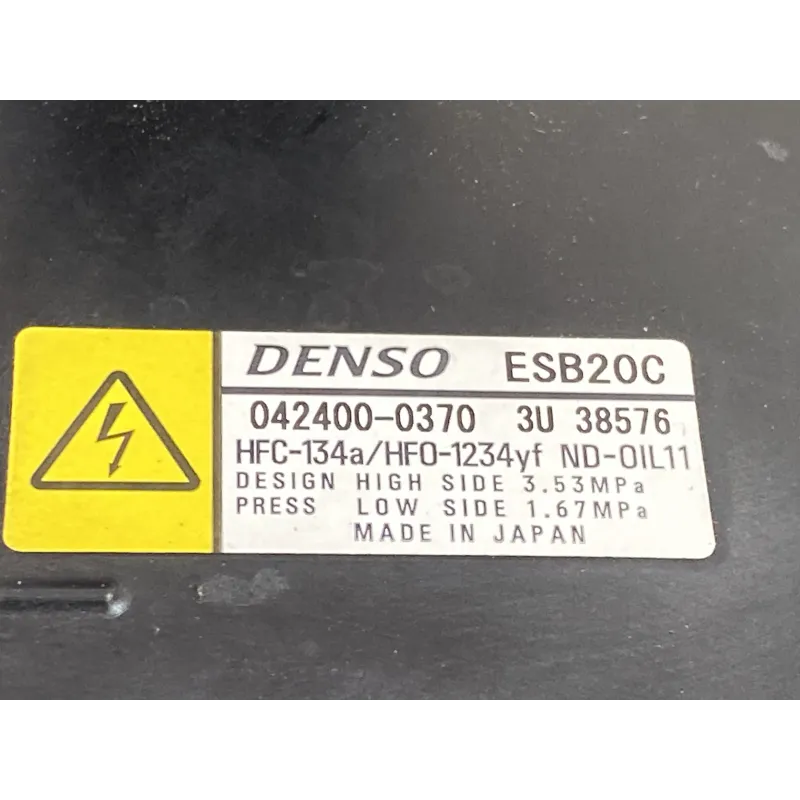 DENSO ESB20C
042400-0370 3U 38576
HFC-134a/HFO-1234yf ND-OIL11
DESIGN HIGH SIDE 3.53MPa
PRESS LOW SIDE 1.67MPa
MADE IN JAPAN